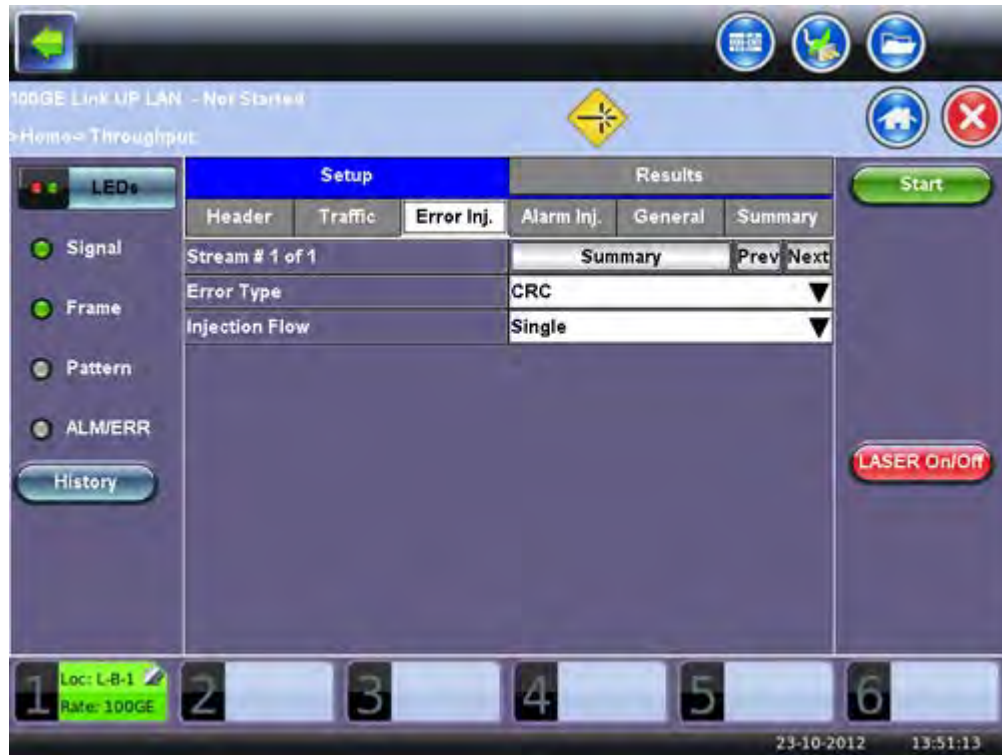 100GE Link UP LAN - Not Started
>Home> Throughput:
LEDs
Setup
Results
Start
Header
Traffic
Error Inj.
Alarm Inj.
General
Summary
Signal
Stream # 1 of 1
Summary
Prev
Next
Error Type
CRC
Frame
Injection Flow
Single
Pattern
ALM/ERR
LASER On/Off
History
1
Loc: L-8-1
Rate: 100GE
2
3
4
5
6
23-10-2012 13:51:13